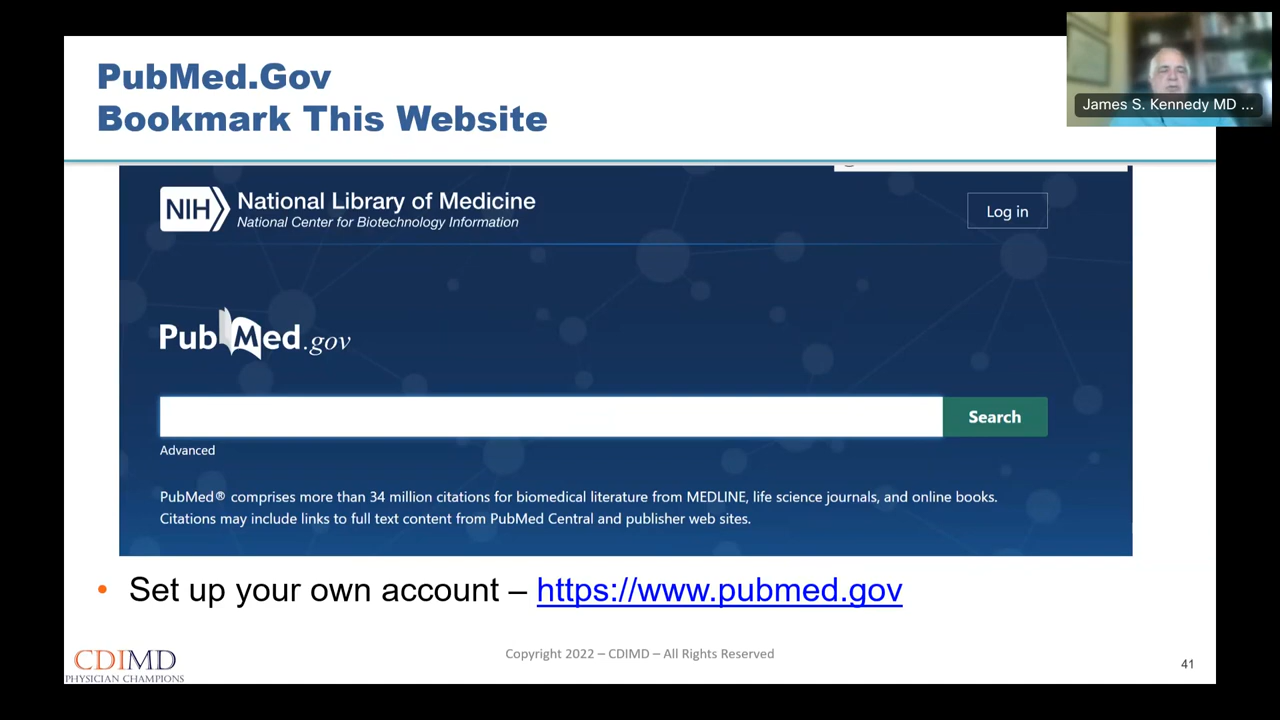 PubMed.Gov
Bookmark This Website
James S. Kennedy MD ...
NIH National Library of Medicine
National Center for Biotechnology Information
Log in
PubMed.gov
Search
Advanced
PubMed® comprises more than 34 million citations for biomedical literature from MEDLINE, life science journals, and online books.
Citations may include links to full text content from PubMed Central and publisher web sites.
• Set up your own account – https://www.pubmed.gov
CDIMD
PHYSICIAN CHAMPIONS
Copyright 2022 – CDIMD – All Rights Reserved
41